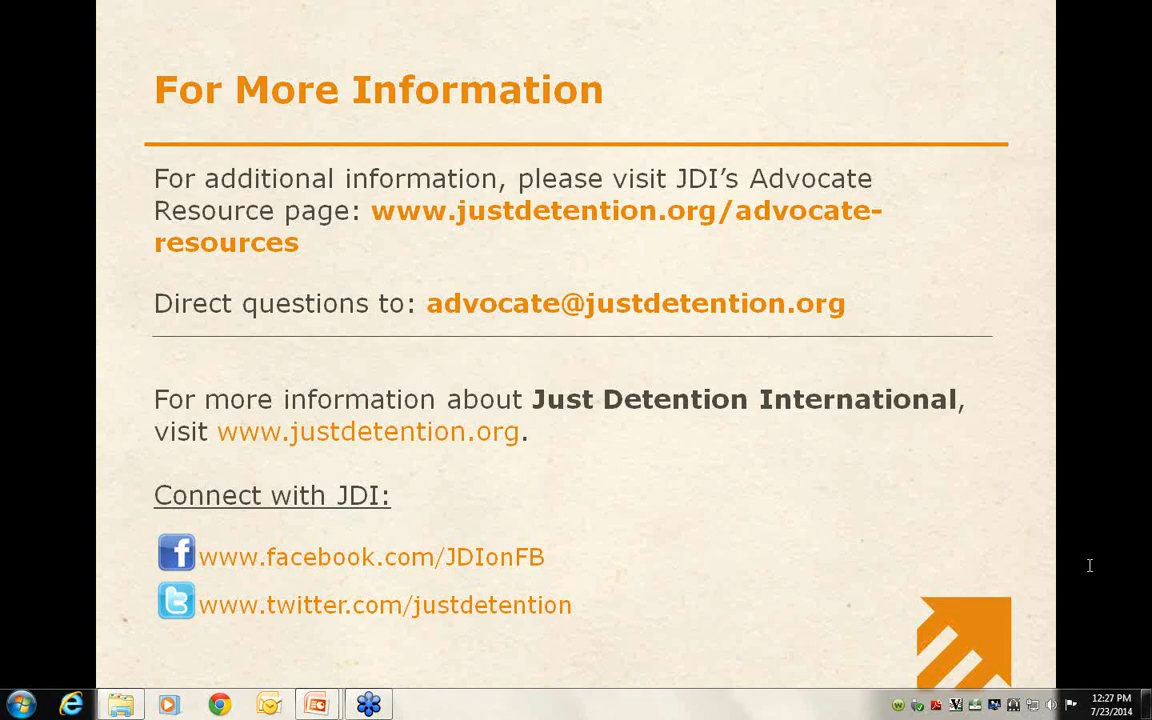 For More Information
For additional information, please visit JDI’s Advocate
Resource page: www.justdetention.org/advocate-
resources
Direct questions to: advocate@justdetention.org
For more information about Just Detention International,
visit www.justdetention.org.
Connect with JDI:
www.facebook.com/JDIonFB
www.twitter.com/justdetention
12:27 PM
7/23/2014